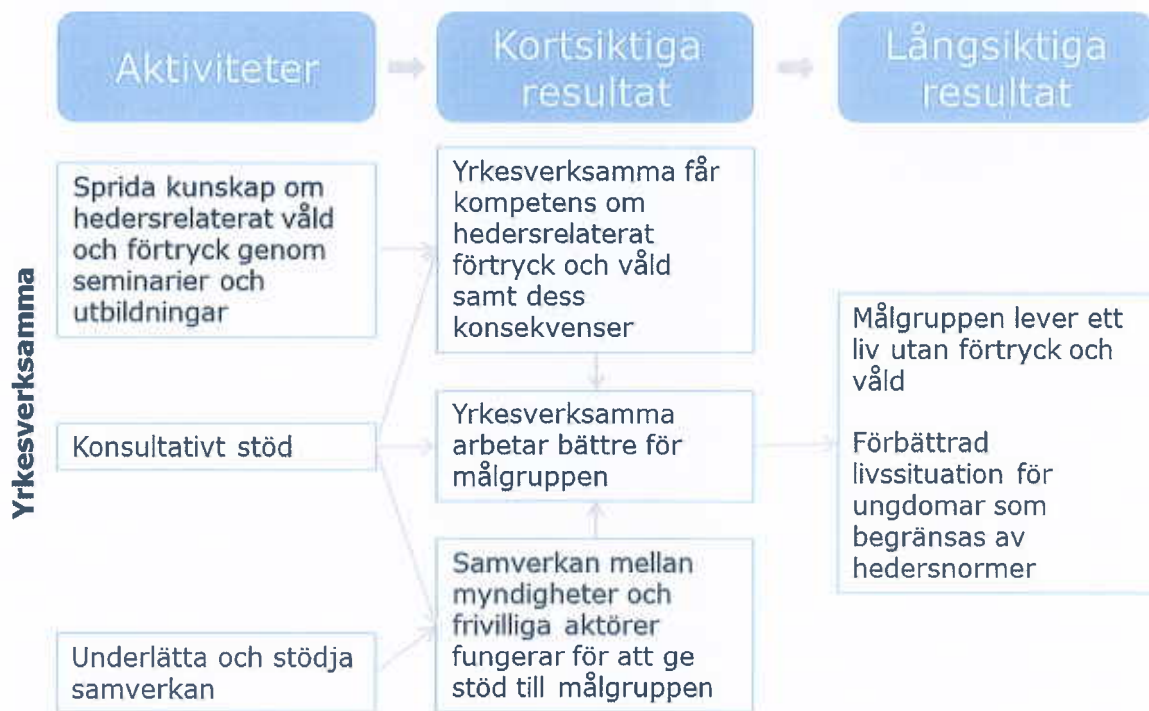 Aktiviteter
Kortsiktiga
resultat
Långsiktiga
resultat
Yrkesverksamma
Sprida kunskap om
hedersrelaterat våld
och förtryck genom
seminarier och
utbildningar
Konsultativt stöd
Underlätta och stödja
samverkan
Yrkesverksamma får
kompetens om
hedersrelaterat
förtryck och våld
samt dess
konsekvenser
Yrkesverksamma
arbetar bättre för
målgruppen
Samverkan mellan
myndigheter och
frivilliga aktörer
fungerar för att ge
stöd till målgruppen
Målgruppen lever ett
liv utan förtryck och
våld
Förbättrad
livssituation för
ungdomar som
begränsas av
hedersnormer